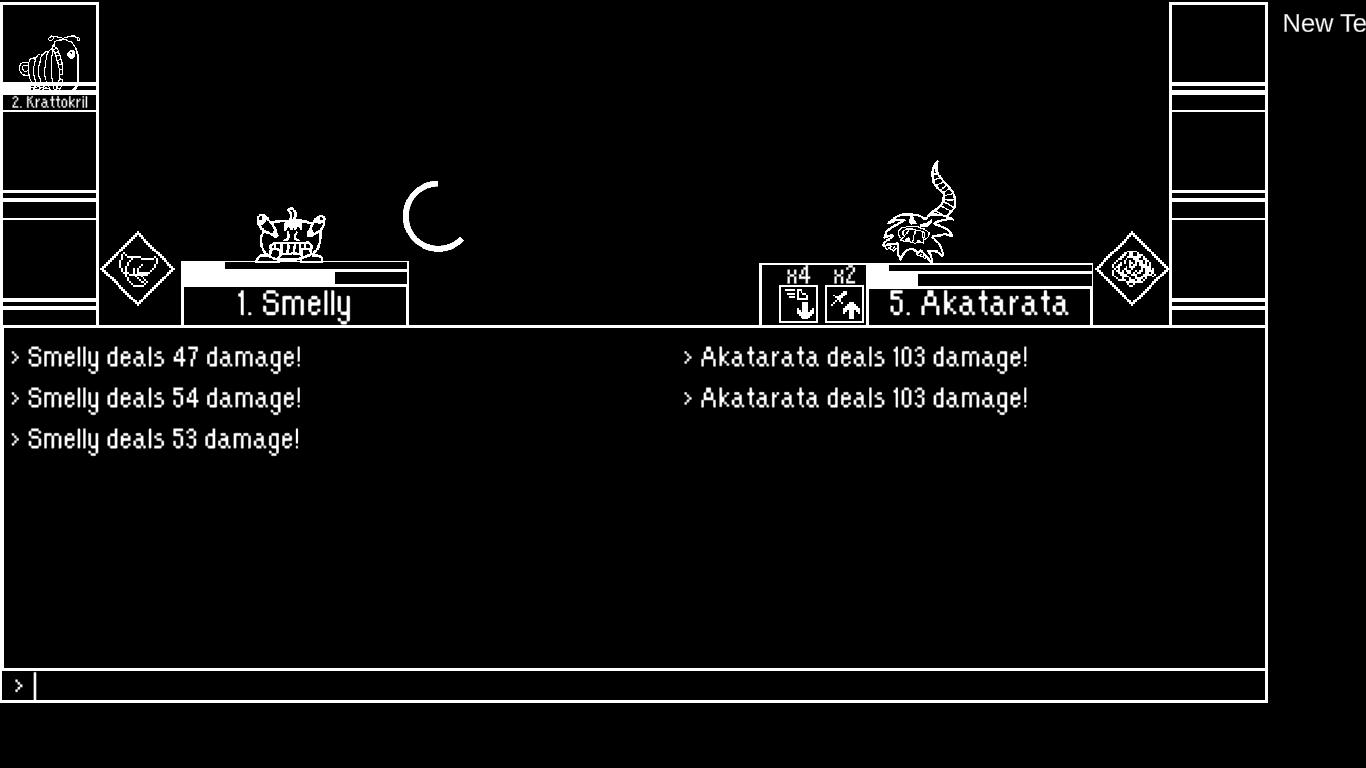 New Te
2. Krattokril
x4 x2
1. Smelly
5. Akatarata
> Smelly deals 47 damage!
> Smelly deals 54 damage!
> Smelly deals 53 damage!
> Akatarata deals 103 damage!
> Akatarata deals 103 damage!
>